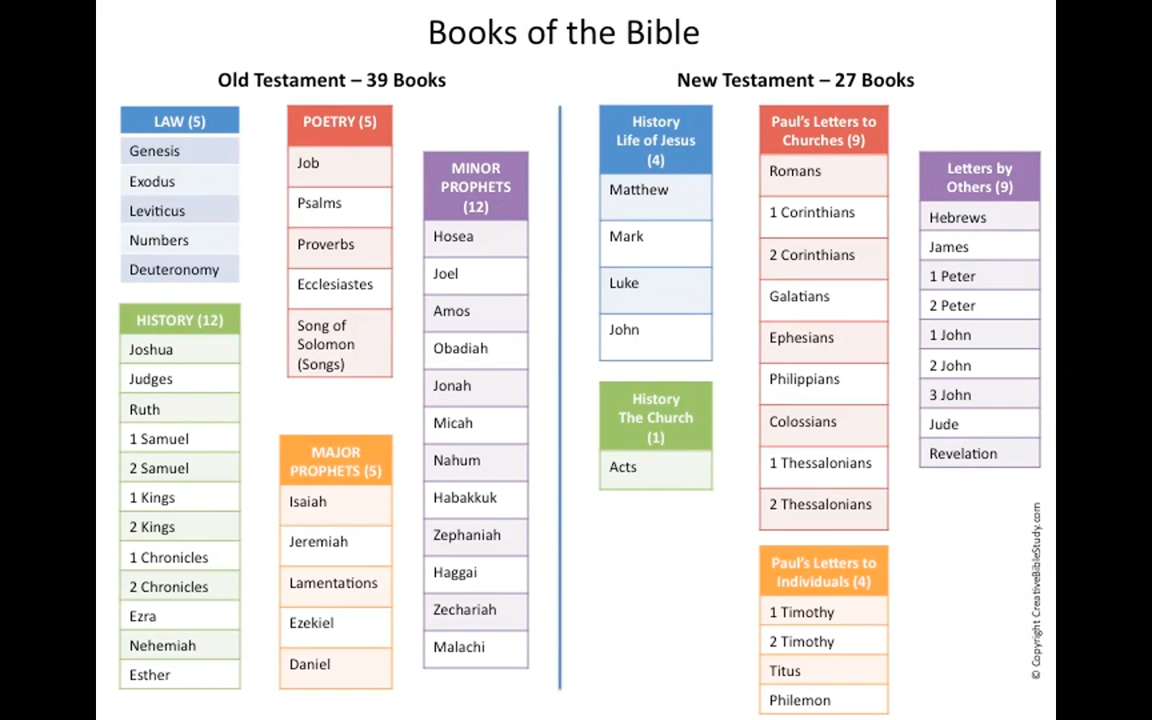 Books of the Bible
Old Testament – 39 Books
LAW (5)
Genesis
Exodus
Leviticus
Numbers
Deuteronomy
HISTORY (12)
Joshua
Judges
Ruth
1 Samuel
2 Samuel
1 Kings
2 Kings
1 Chronicles
2 Chronicles
Ezra
Nehemiah
Esther
POETRY (5)
Job
Psalms
Proverbs
Ecclesiastes
Song of
Solomon
(Songs)
MAJOR
PROPHETS (5)
Isaiah
Jeremiah
Lamentations
Ezekiel
Daniel
MINOR
PROPHETS
(12)
Hosea
Joel
Amos
Obadiah
Jonah
Micah
Nahum
Habakkuk
Zephaniah
Haggai
Zechariah
Malachi
New Testament – 27 Books
History
Life of Jesus
(4)
Matthew
Mark
Luke
John
History
The Church
(1)
Acts
Paul's Letters to
Churches (9)
Romans
1 Corinthians
2 Corinthians
Galatians
Ephesians
Philippians
Colossians
1 Thessalonians
2 Thessalonians
Paul's Letters to
Individuals (4)
1 Timothy
2 Timothy
Titus
Philemon
Letters by
Others (9)
Hebrews
James
1 Peter
2 Peter
1 John
2 John
3 John
Jude
Revelation
© Copyright CreativeBibleStudy.com